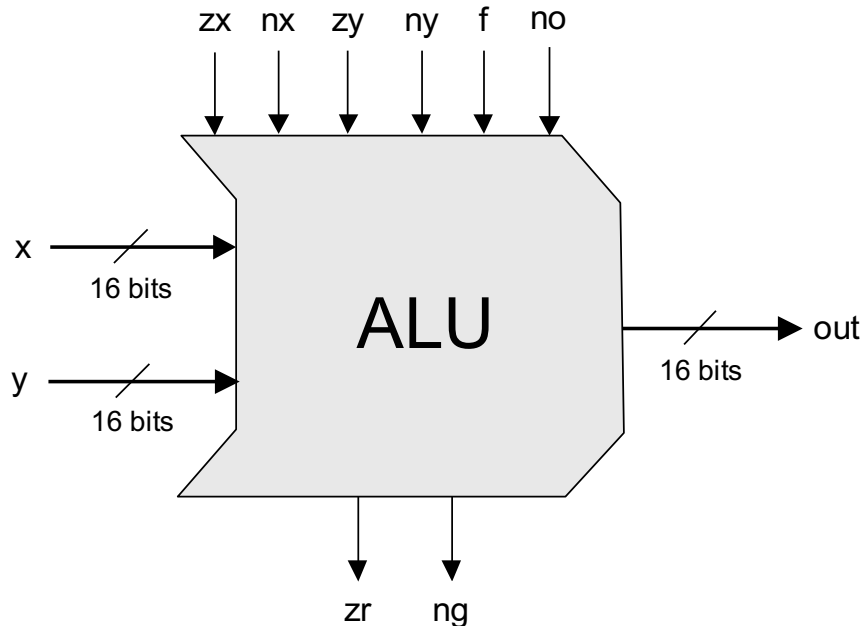 zx nx zy ny f no
x
16 bits
ALU
out
16 bits
y
16 bits
zr ng